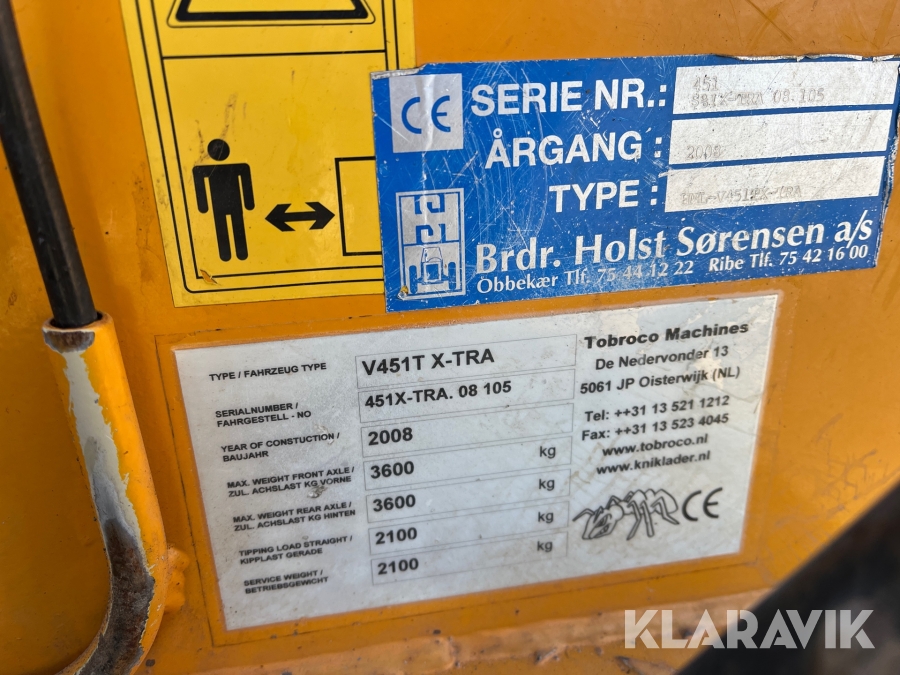 CE
SERIE NR.:
451
08.105
ÅRGANG :
2008
TYPE :
Brdr. Holst Sørensen a/s
Obbekær Tlf. 75 44 12 22 Ribe Tlf. 75 42 16 00
TYPE / FAHRZEUG TYPE
V451T X-TRA
SERIALNUMBER /
FAHRGESTELL - NO
451X-TRA. 08 105
YEAR OF CONSTUCTION /
BAUJAHR
2008
MAX. WEIGHT FRONT AXLE /
ZUL. ACHSLAST KG VORNE
3600 kg
MAX. WEIGHT REAR AXLE /
ZUL. ACHSLAST KG HINTEN
3600 kg
TIPPING LOAD STRAIGHT /
KIPPLAST GERADE
2100 kg
SERVICE WEIGHT /
BETRIEBSGEWICHT
2100 kg
Tobroco Machines
De Nedervonder 13
5061 JP Oisterwijk (NL)
Tel: ++31 13 521 1212
Fax: ++31 13 523 4045
www.tobroco.nl
www.kniklader.nl
CE
KLARAVIK